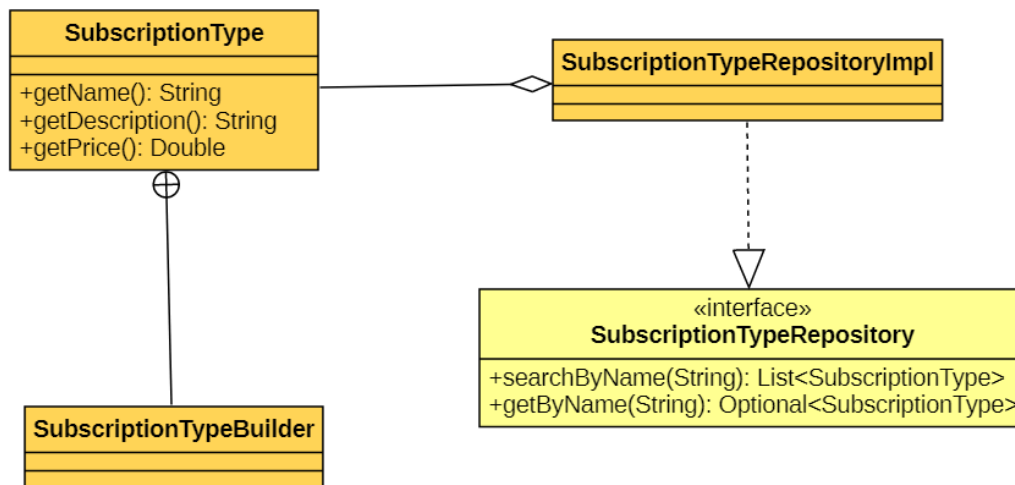 SubscriptionType
+getName(): String
+getDescription(): String
+getPrice(): Double
SubscriptionTypeRepositoryImpl
«interface»
SubscriptionTypeRepository
+searchByName(String): List<SubscriptionType>
+getByName(String): Optional<SubscriptionType>
SubscriptionTypeBuilder